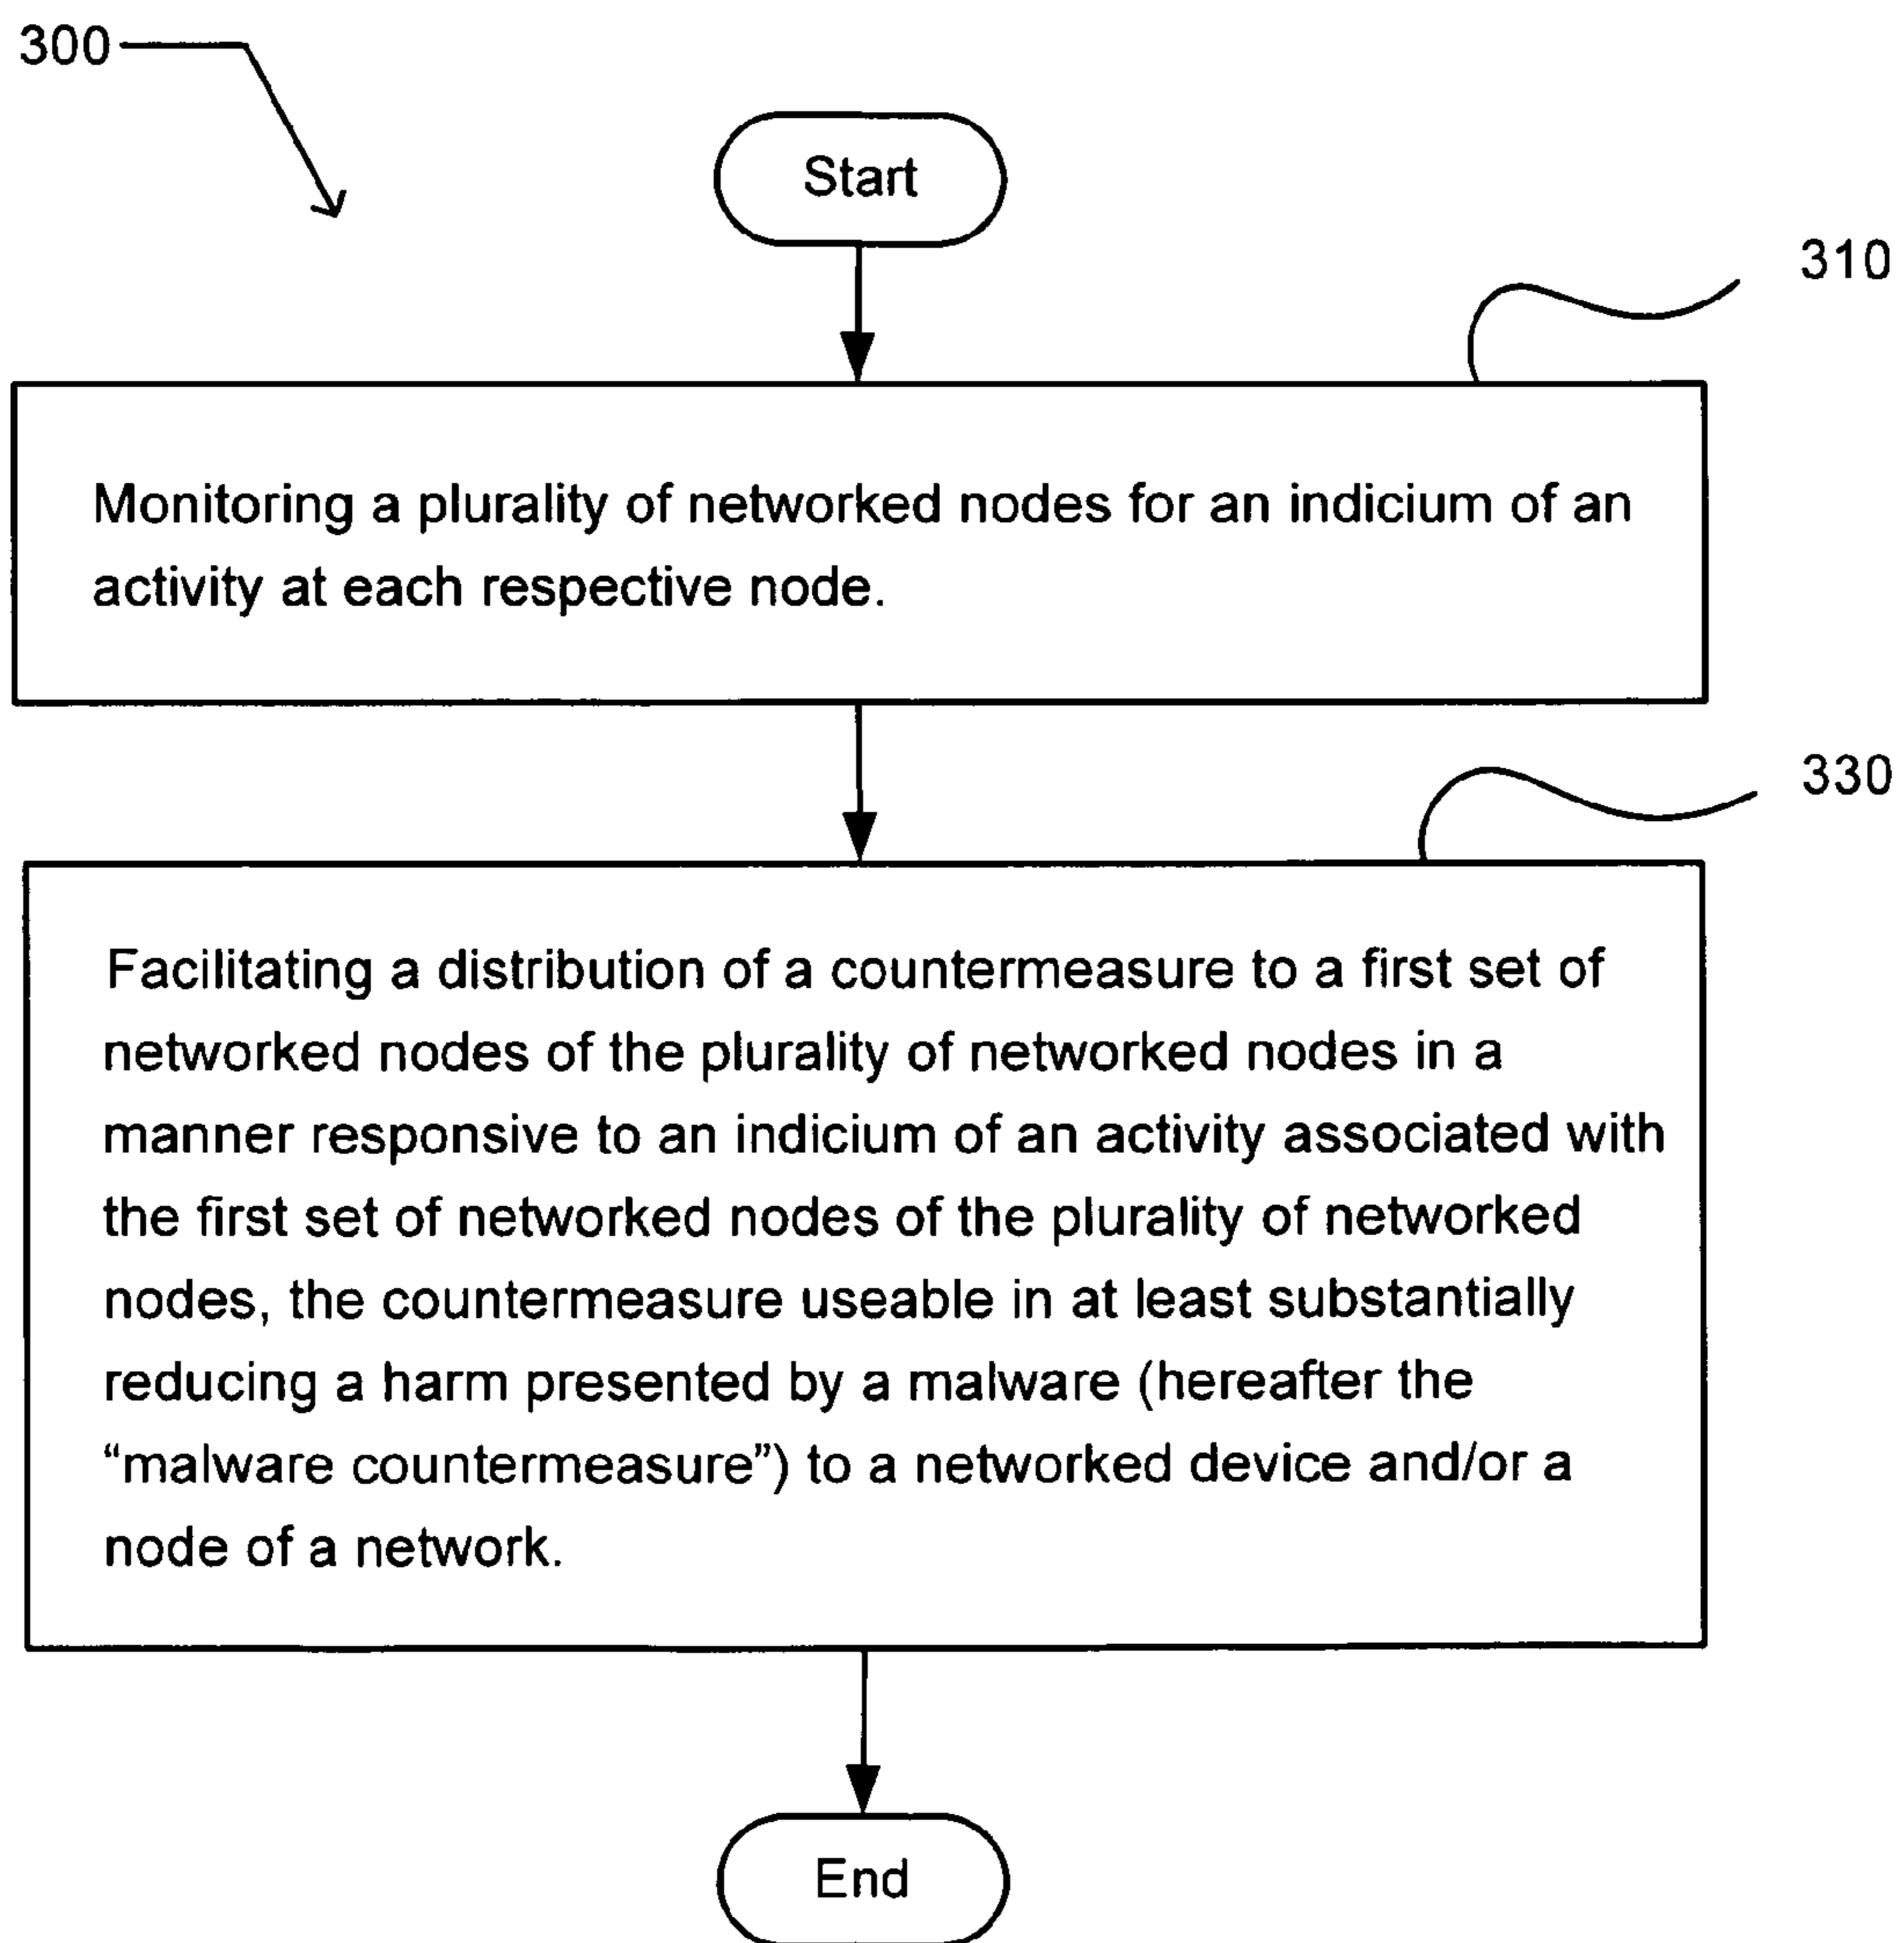 300
Start
310
Monitoring a plurality of networked nodes for an indicium of an
activity at each respective node.
330
Facilitating a distribution of a countermeasure to a first set of
networked nodes of the plurality of networked nodes in a
manner responsive to an indicium of an activity associated with
the first set of networked nodes of the plurality of networked
nodes, the countermeasure useable in at least substantially
reducing a harm presented by a malware (hereafter the
“malware countermeasure”) to a networked device and/or a
node of a network.
End